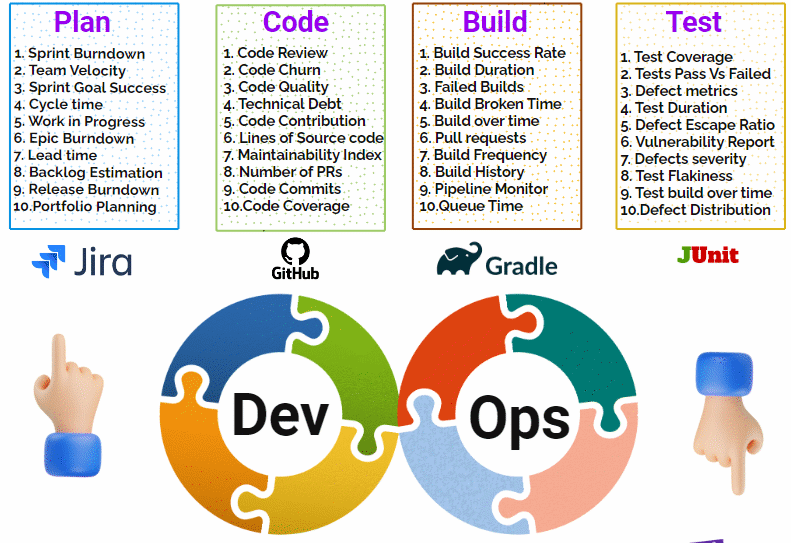 Plan
1. Sprint Burndown
2. Team Velocity
3. Sprint Goal Success
4. Cycle time
5. Work in Progress
6. Epic Burndown
7. Lead time
8. Backlog Estimation
9. Release Burndown
10.Portfolio Planning
Jira
Code
1. Code Review
2. Code Churn
3. Code Quality
4. Technical Debt
5. Code Contribution
6. Lines of Source code
7. Maintainability Index
8. Number of PRs
9. Code Commits
10.Code Coverage
GitHub
Build
1. Build Success Rate
2. Build Duration
3. Failed Builds
4. Build Broken Time
5. Build over time
6. Pull requests
7. Build Frequency
8. Build History
9. Pipeline Monitor
10.Queue Time
Gradle
Test
1. Test Coverage
2. Tests Pass Vs Failed
3. Defect metrics
4. Test Duration
5. Defect Escape Ratio
6. Vulnerability Report
7. Defects severity
8. Test Flakiness
9. Test build over time
10.Defect Distribution
JUnit
Dev
Ops